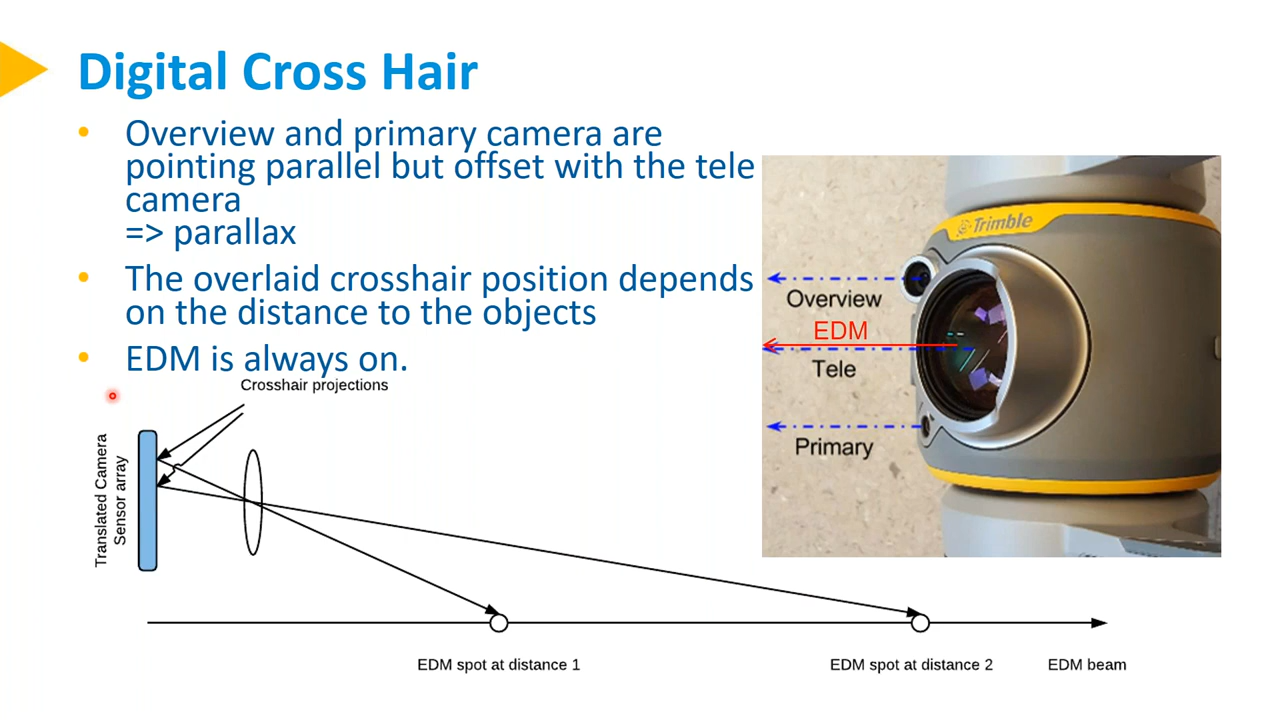 Digital Cross Hair
• Overview and primary camera are
pointing parallel but offset with the tele
camera
=> parallax
• The overlaid crosshair position depends
on the distance to the objects
• EDM is always on.
Trimble
Overview
EDM
Tele
Primary
Crosshair projections
Translated Camera
Sensor array
EDM spot at distance 1
EDM spot at distance 2
EDM beam